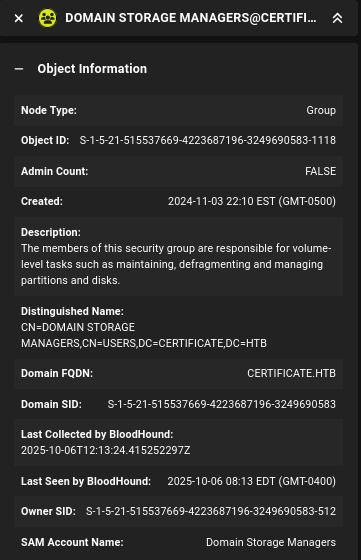 × DOMAIN STORAGE MANAGERS@CERTIFI...
Object Information
Node Type: Group
Object ID: S-1-5-21-515537669-4223687196-3249690583-1118
Admin Count: FALSE
Created: 2024-11-03 22:10 EST (GMT-0500)
Description:
The members of this security group are responsible for volume-
level tasks such as maintaining, defragmenting and managing
partitions and disks.
Distinguished Name:
CN=DOMAIN STORAGE
MANAGERS,CN=USERS,DC=CERTIFICATE,DC=HTB
Domain FQDN: CERTIFICATE.HTB
Domain SID: S-1-5-21-515537669-4223687196-3249690583
Last Collected by BloodHound:
2025-10-06T12:13:24.415252297Z
Last Seen by BloodHound: 2025-10-06 08:13 EDT (GMT-0400)
Owner SID: S-1-5-21-515537669-4223687196-3249690583-512
SAM Account Name: Domain Storage Managers